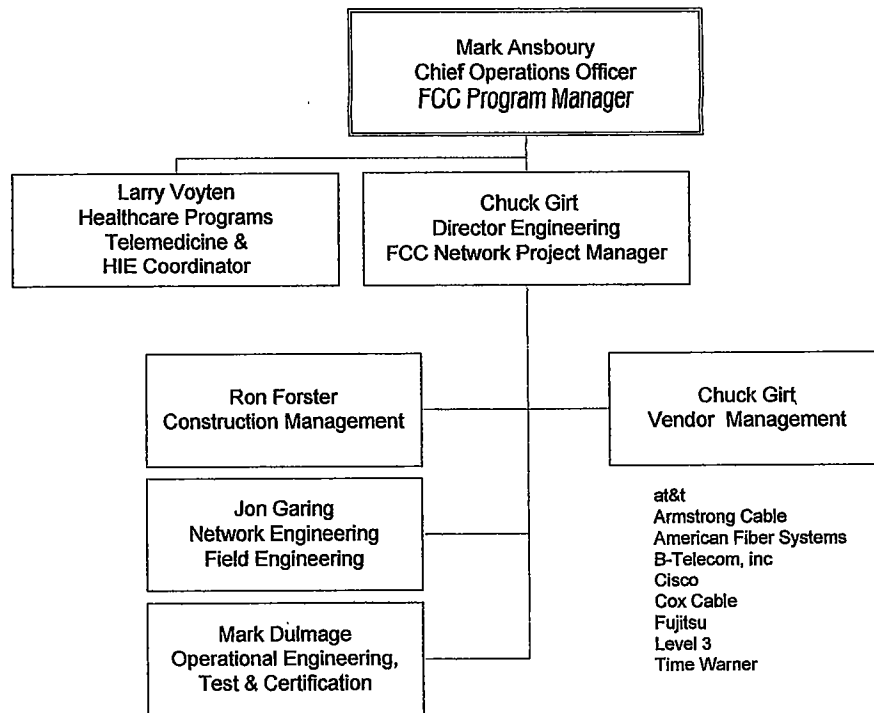 Mark Ansboury
Chief Operations Officer
FCC Program Manager
Larry Voyten
Healthcare Programs
Telemedicine &
HIE Coordinator
Chuck Girt
Director Engineering
FCC Network Project Manager
Ron Forster
Construction Management
Chuck Girt
Vendor Management
Jon Garing
Network Engineering
Field Engineering
Mark Dulmage
Operational Engineering,
Test & Certification
at&t
Armstrong Cable
American Fiber Systems
B-Telecom, inc
Cisco
Cox Cable
Fujitsu
Level 3
Time Warner